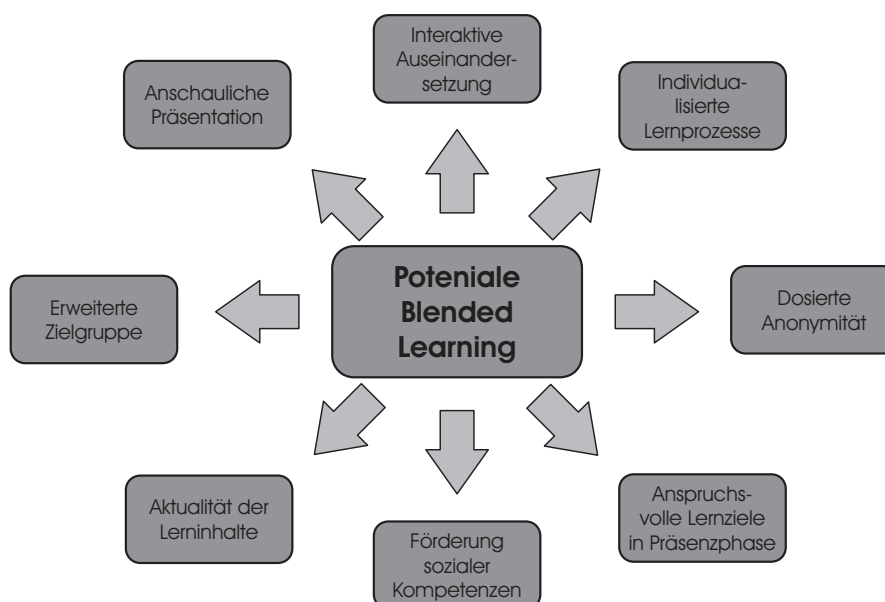 Interaktive
Auseinander-
setzung
Anschauliche
Präsentation
Individua-
lisierte
Lernprozesse
Poteniale
Blended
Learning
Erweiterte
Zielgruppe
Dosierte
Anonymität
Aktualität der
Lerninhalte
Förderung
sozialer
Kompetenzen
Anspruchs-
volle Lernziele
in Präsenzphase